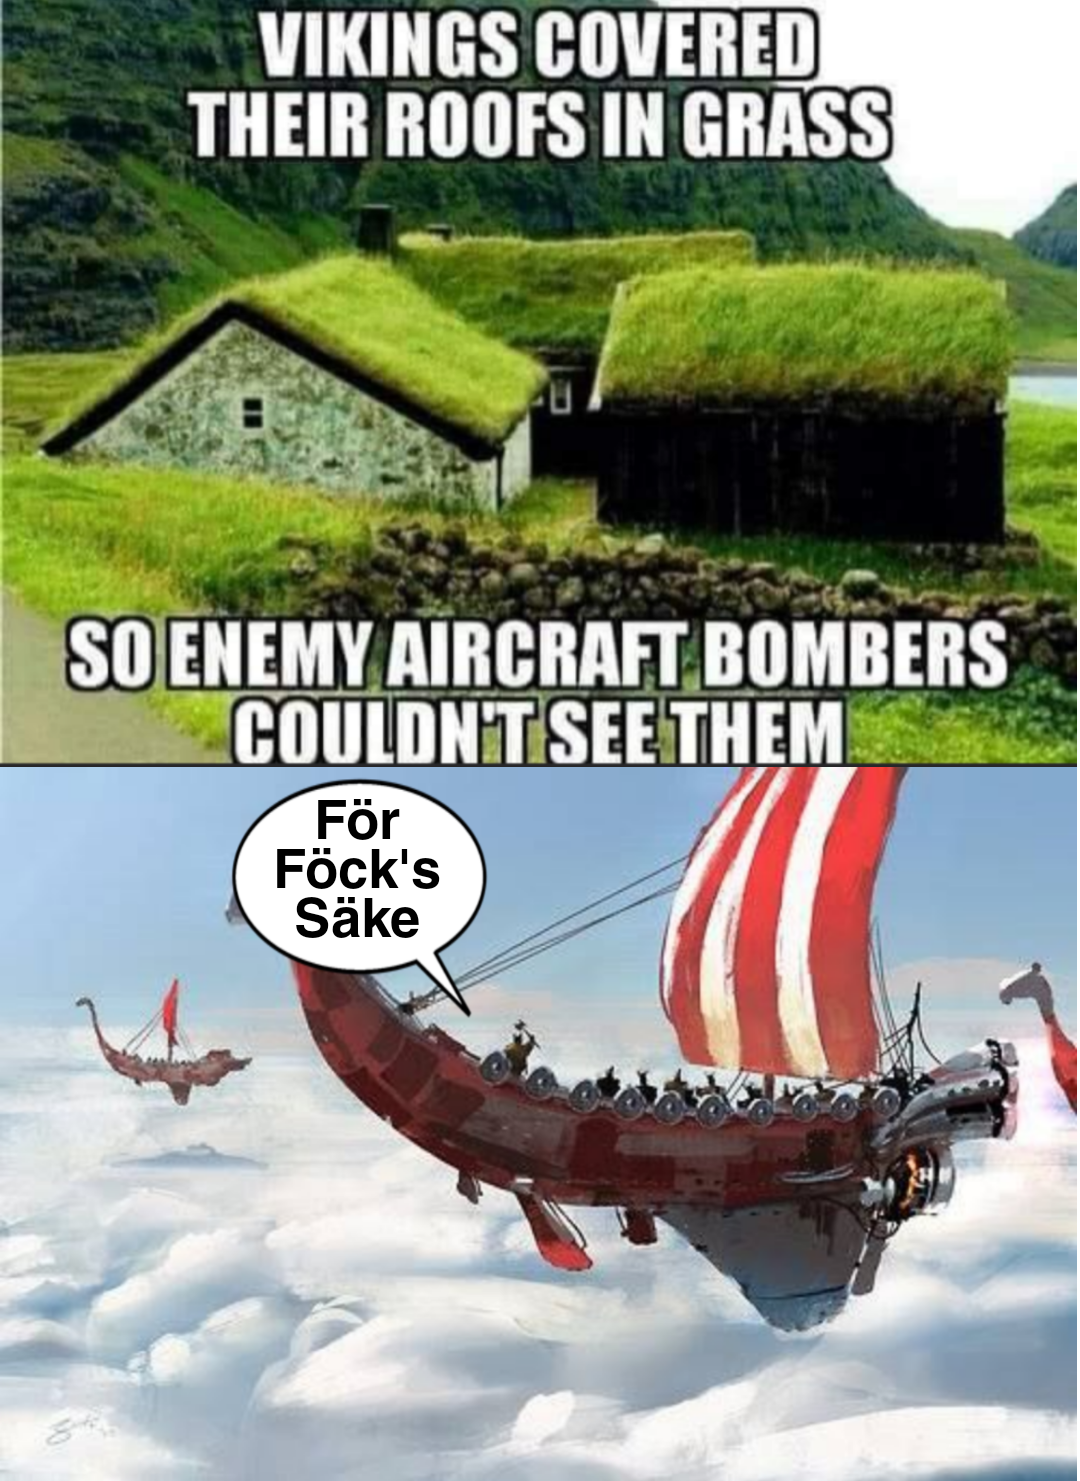 VIKINGS COVERED
THEIR ROOFS IN GRASS
SO ENEMY AIRCRAFT BOMBERS
COULDN'T SEE THEM
För
Föck's
Säke